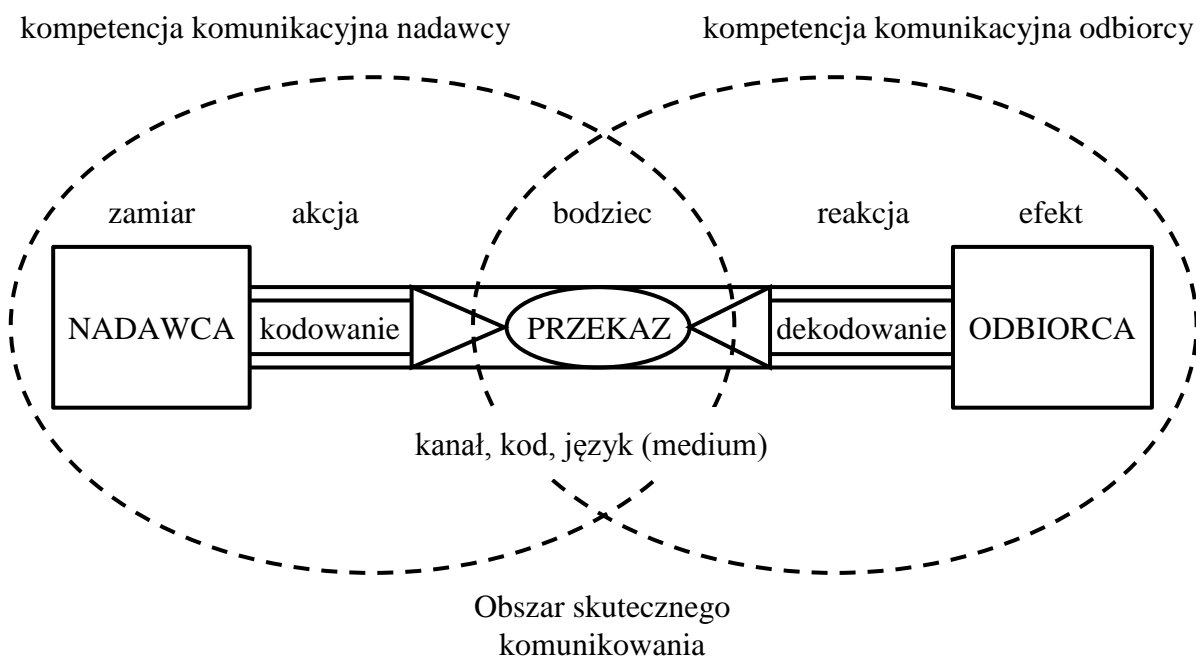 kompetencja komunikacyjna nadawcy
kompetencja komunikacyjna odbiorcy
zamiar
akcja
bodziec
reakcja
efekt
NADAWCA
kodowanie
PRZEKAZ
dekodowanie
ODBIORCA
kanał, kod, język (medium)
Obszar skutecznego
komunikowania